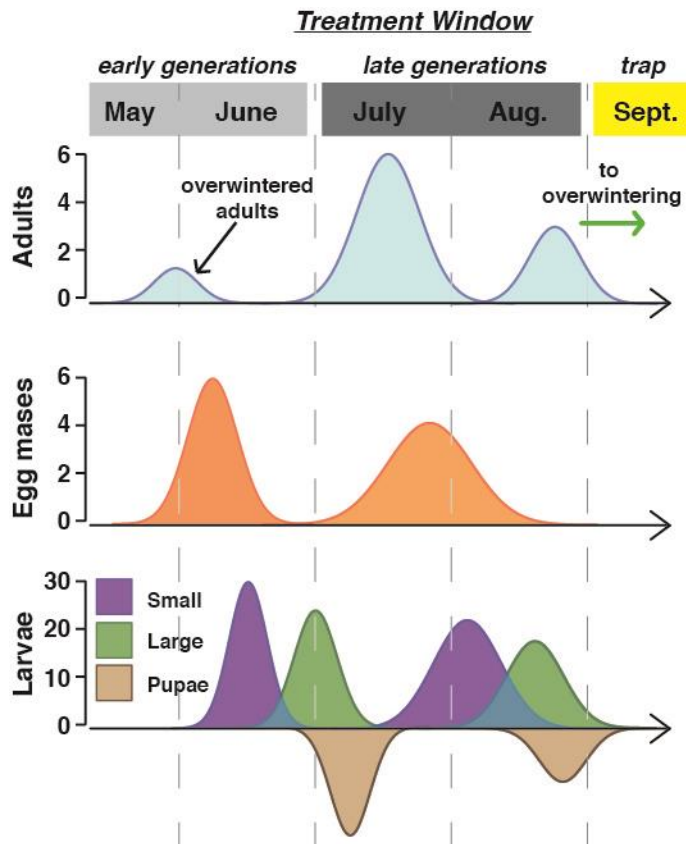 Treatment Window
early generations late generations trap
May June July Aug. Sept.
Adults
6
4
2
0
overwintered
adults
to
overwintering
Egg mases
6
4
2
0
Larvae
30
20
10
0
Small
Large
Pupae